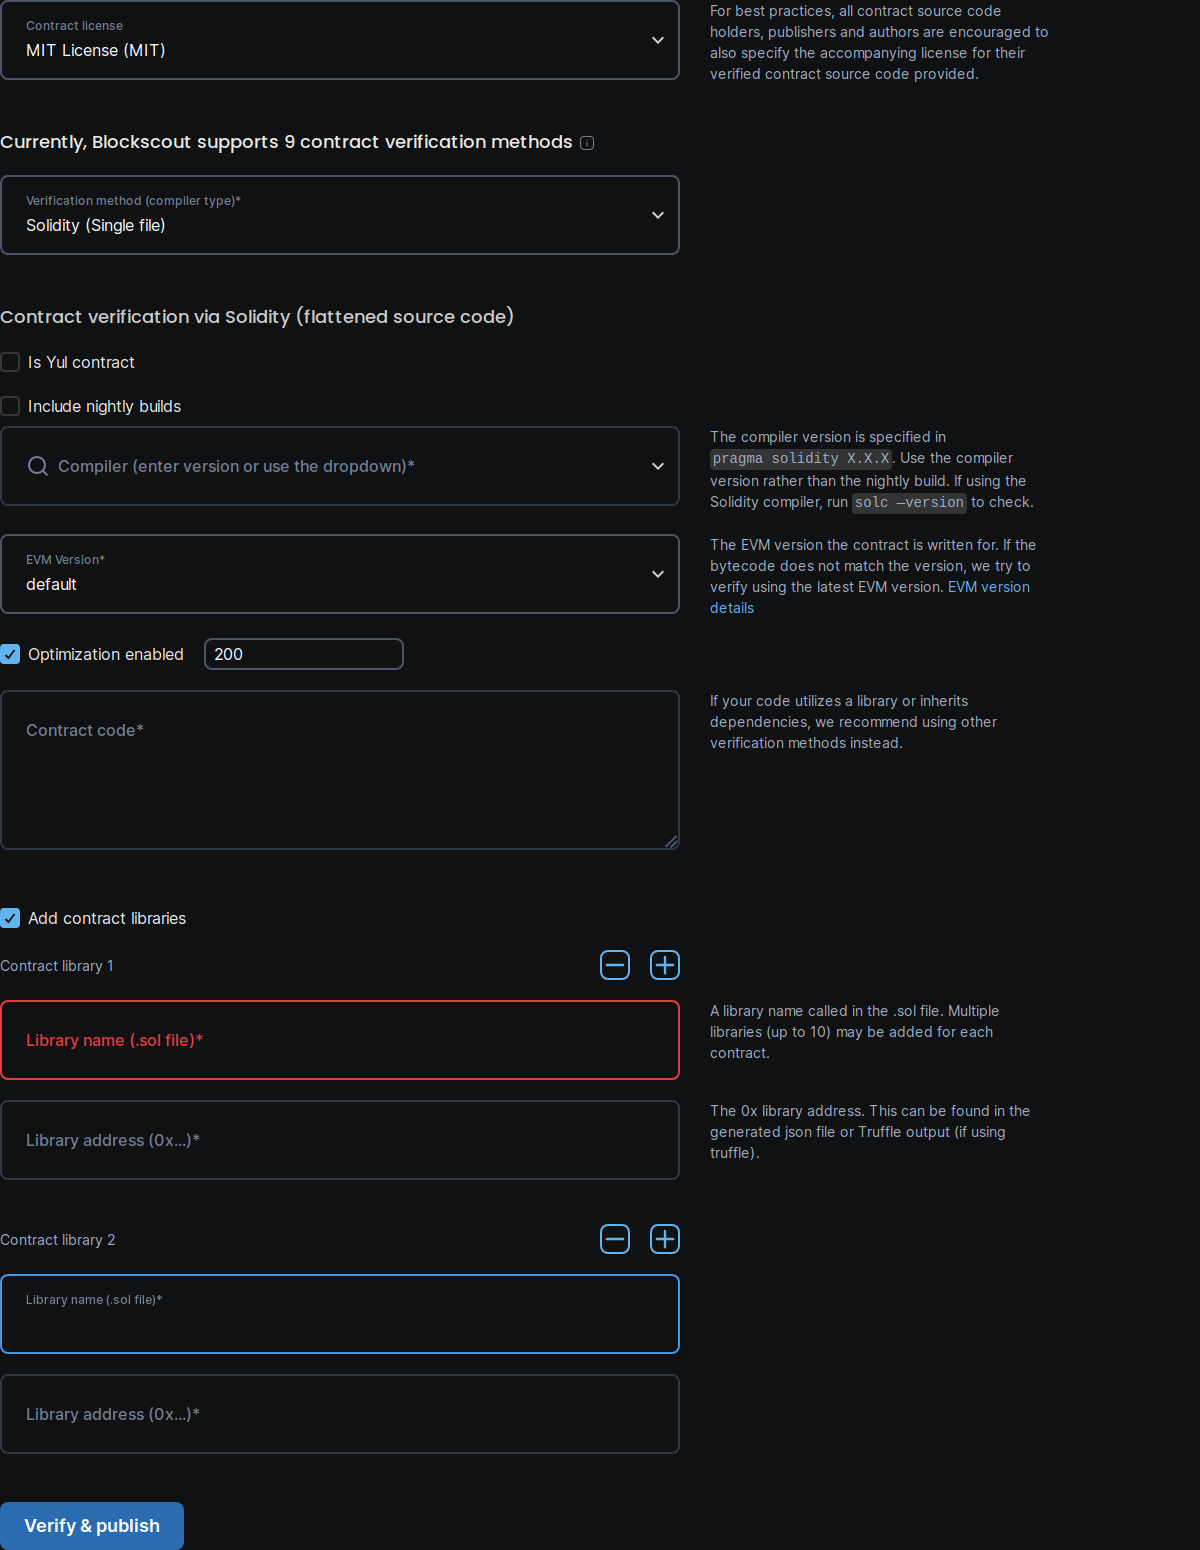 Contract license
MIT License (MIT)
For best practices, all contract source code
holders, publishers and authors are encouraged to
also specify the accompanying license for their
verified contract source code provided.
Currently, Blockscout supports 9 contract verification methods
Verification method (compiler type)*
Solidity (Single file)
Contract verification via Solidity (flattened source code)
Is Yul contract
Include nightly builds
Compiler (enter version or use the dropdown)*
The compiler version is specified in
pragma solidity X.X.X. Use the compiler
version rather than the nightly build. If using the
Solidity compiler, run solc —version to check.
EVM Version*
default
The EVM version the contract is written for. If the
bytecode does not match the version, we try to
verify using the latest EVM version. EVM version
details
Optimization enabled
200
Contract code*
If your code utilizes a library or inherits
dependencies, we recommend using other
verification methods instead.
Add contract libraries
Contract library 1
Library name (.sol file)*
A library name called in the .sol file. Multiple
libraries (up to 10) may be added for each
contract.
Library address (0x...)*
The 0x library address. This can be found in the
generated json file or Truffle output (if using
truffle).
Contract library 2
Library name (.sol file)*
Library address (0x...)*
Verify & publish